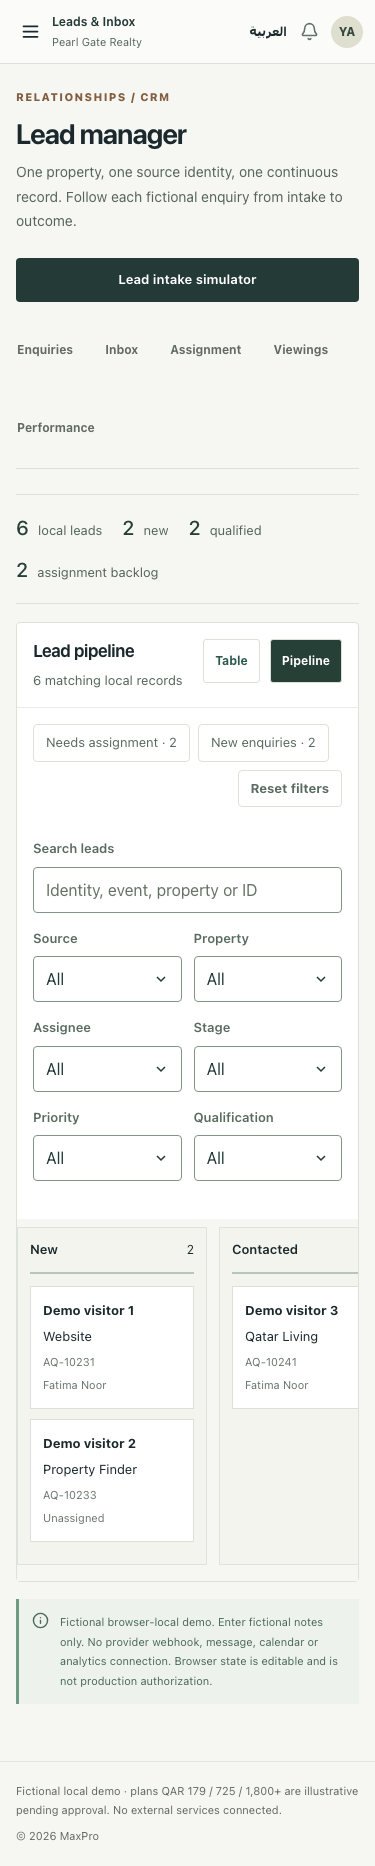 Leads & Inbox
Pearl Gate Realty
العربية
YA
RELATIONSHIPS / CRM
Lead manager
One property, one source identity, one continuous
record. Follow each fictional enquiry from intake to
outcome.
Lead intake simulator
Enquiries Inbox Assignment Viewings
Performance
6 local leads 2 new 2 qualified
2 assignment backlog
Lead pipeline
6 matching local records
Table Pipeline
Needs assignment · 2 New enquiries · 2
Reset filters
Search leads
Identity, event, property or ID
Source Property
All All
Assignee Stage
All All
Priority Qualification
All All
New 2
Demo visitor 1
Website
AQ-10231
Fatima Noor
Demo visitor 2
Property Finder
AQ-10233
Unassigned
Contacted
Demo visitor 3
Qatar Living
AQ-10241
Fatima Noor
Fictional browser-local demo. Enter fictional notes
only. No provider webhook, message, calendar or
analytics connection. Browser state is editable and is
not production authorization.
Fictional local demo · plans QAR 179 / 725 / 1,800+ are illustrative
pending approval. No external services connected.
© 2026 MaxPro